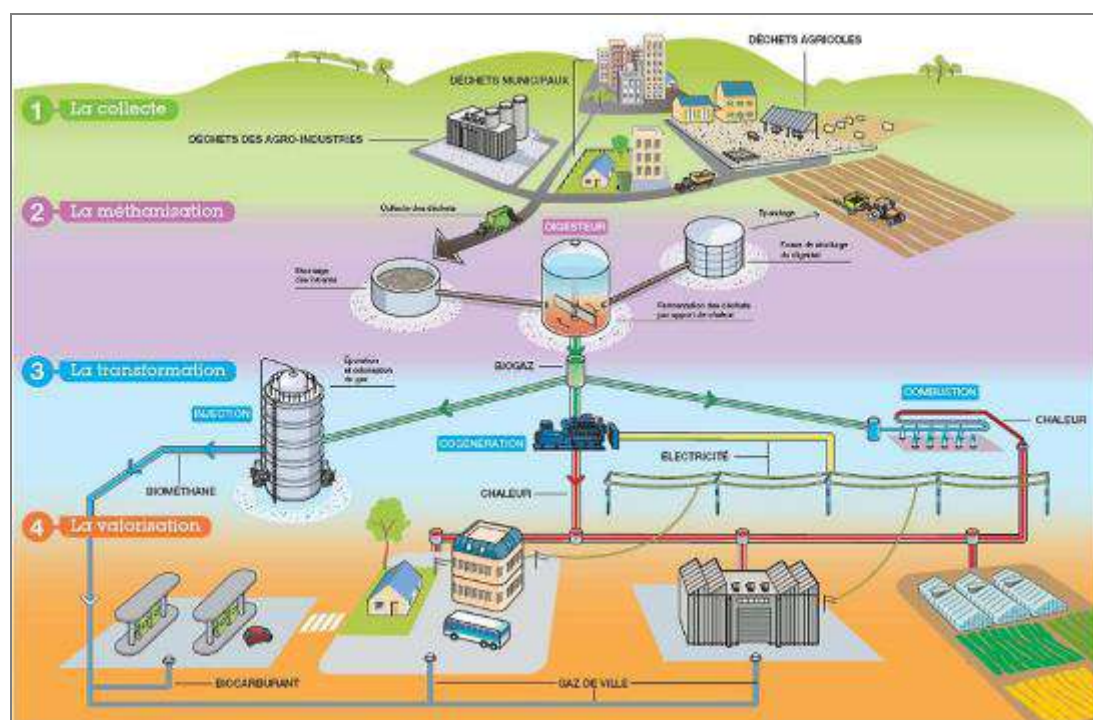 DÉCHETS AGRICOLES
DÉCHETS MUNICIPAUX
1 La collecte
DÉCHETS DES AGRO-INDUSTRIES
2 La méthanisation
Collecte des déchets
DIGESTEUR
Épandage
Stockage
des intrants
Fosse de stockage
du digestat
Fermentation des déchets
par apport de chaleur
3 La transformation
Épuration
et odorisation
du gaz
BIOGAZ
INJECTION
COGÉNÉRATION
COMBUSTION
CHALEUR
ÉLECTRICITÉ
BIOMÉTHANE
CHALEUR
4 La valorisation
BIOCARBURANT
GAZ DE VILLE